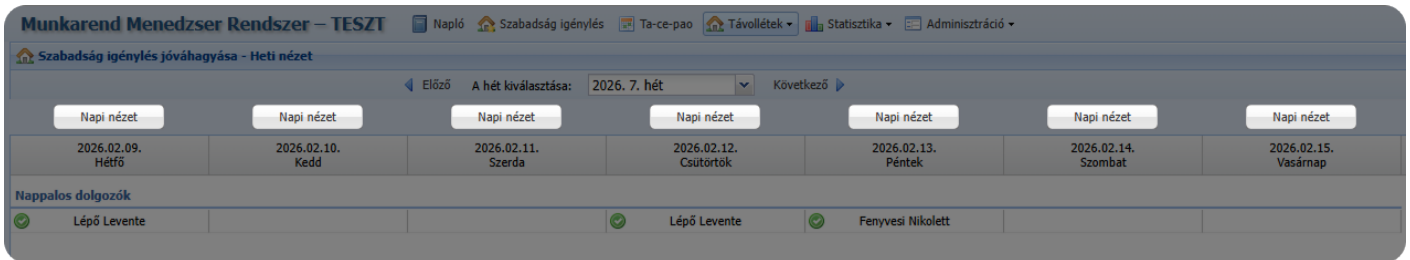 Munkarend Menedzser Rendszer – TESZT Napló Szabadság igénylés Ta-ce-pao Távollétek Statisztika Adminisztráció
Szabadság igénylés jóváhagyása - Heti nézet
Előző A hét kiválasztása: 2026. 7. hét Következő
Napi nézet Napi nézet Napi nézet Napi nézet Napi nézet Napi nézet Napi nézet
2026.02.09. 2026.02.10. 2026.02.11. 2026.02.12. 2026.02.13. 2026.02.14. 2026.02.15.
Hétfő Kedd Szerda Csütörtök Péntek Szombat Vasárnap
Nappalos dolgozók
Lépő Levente Lépő Levente Fenyvesi Nikolett